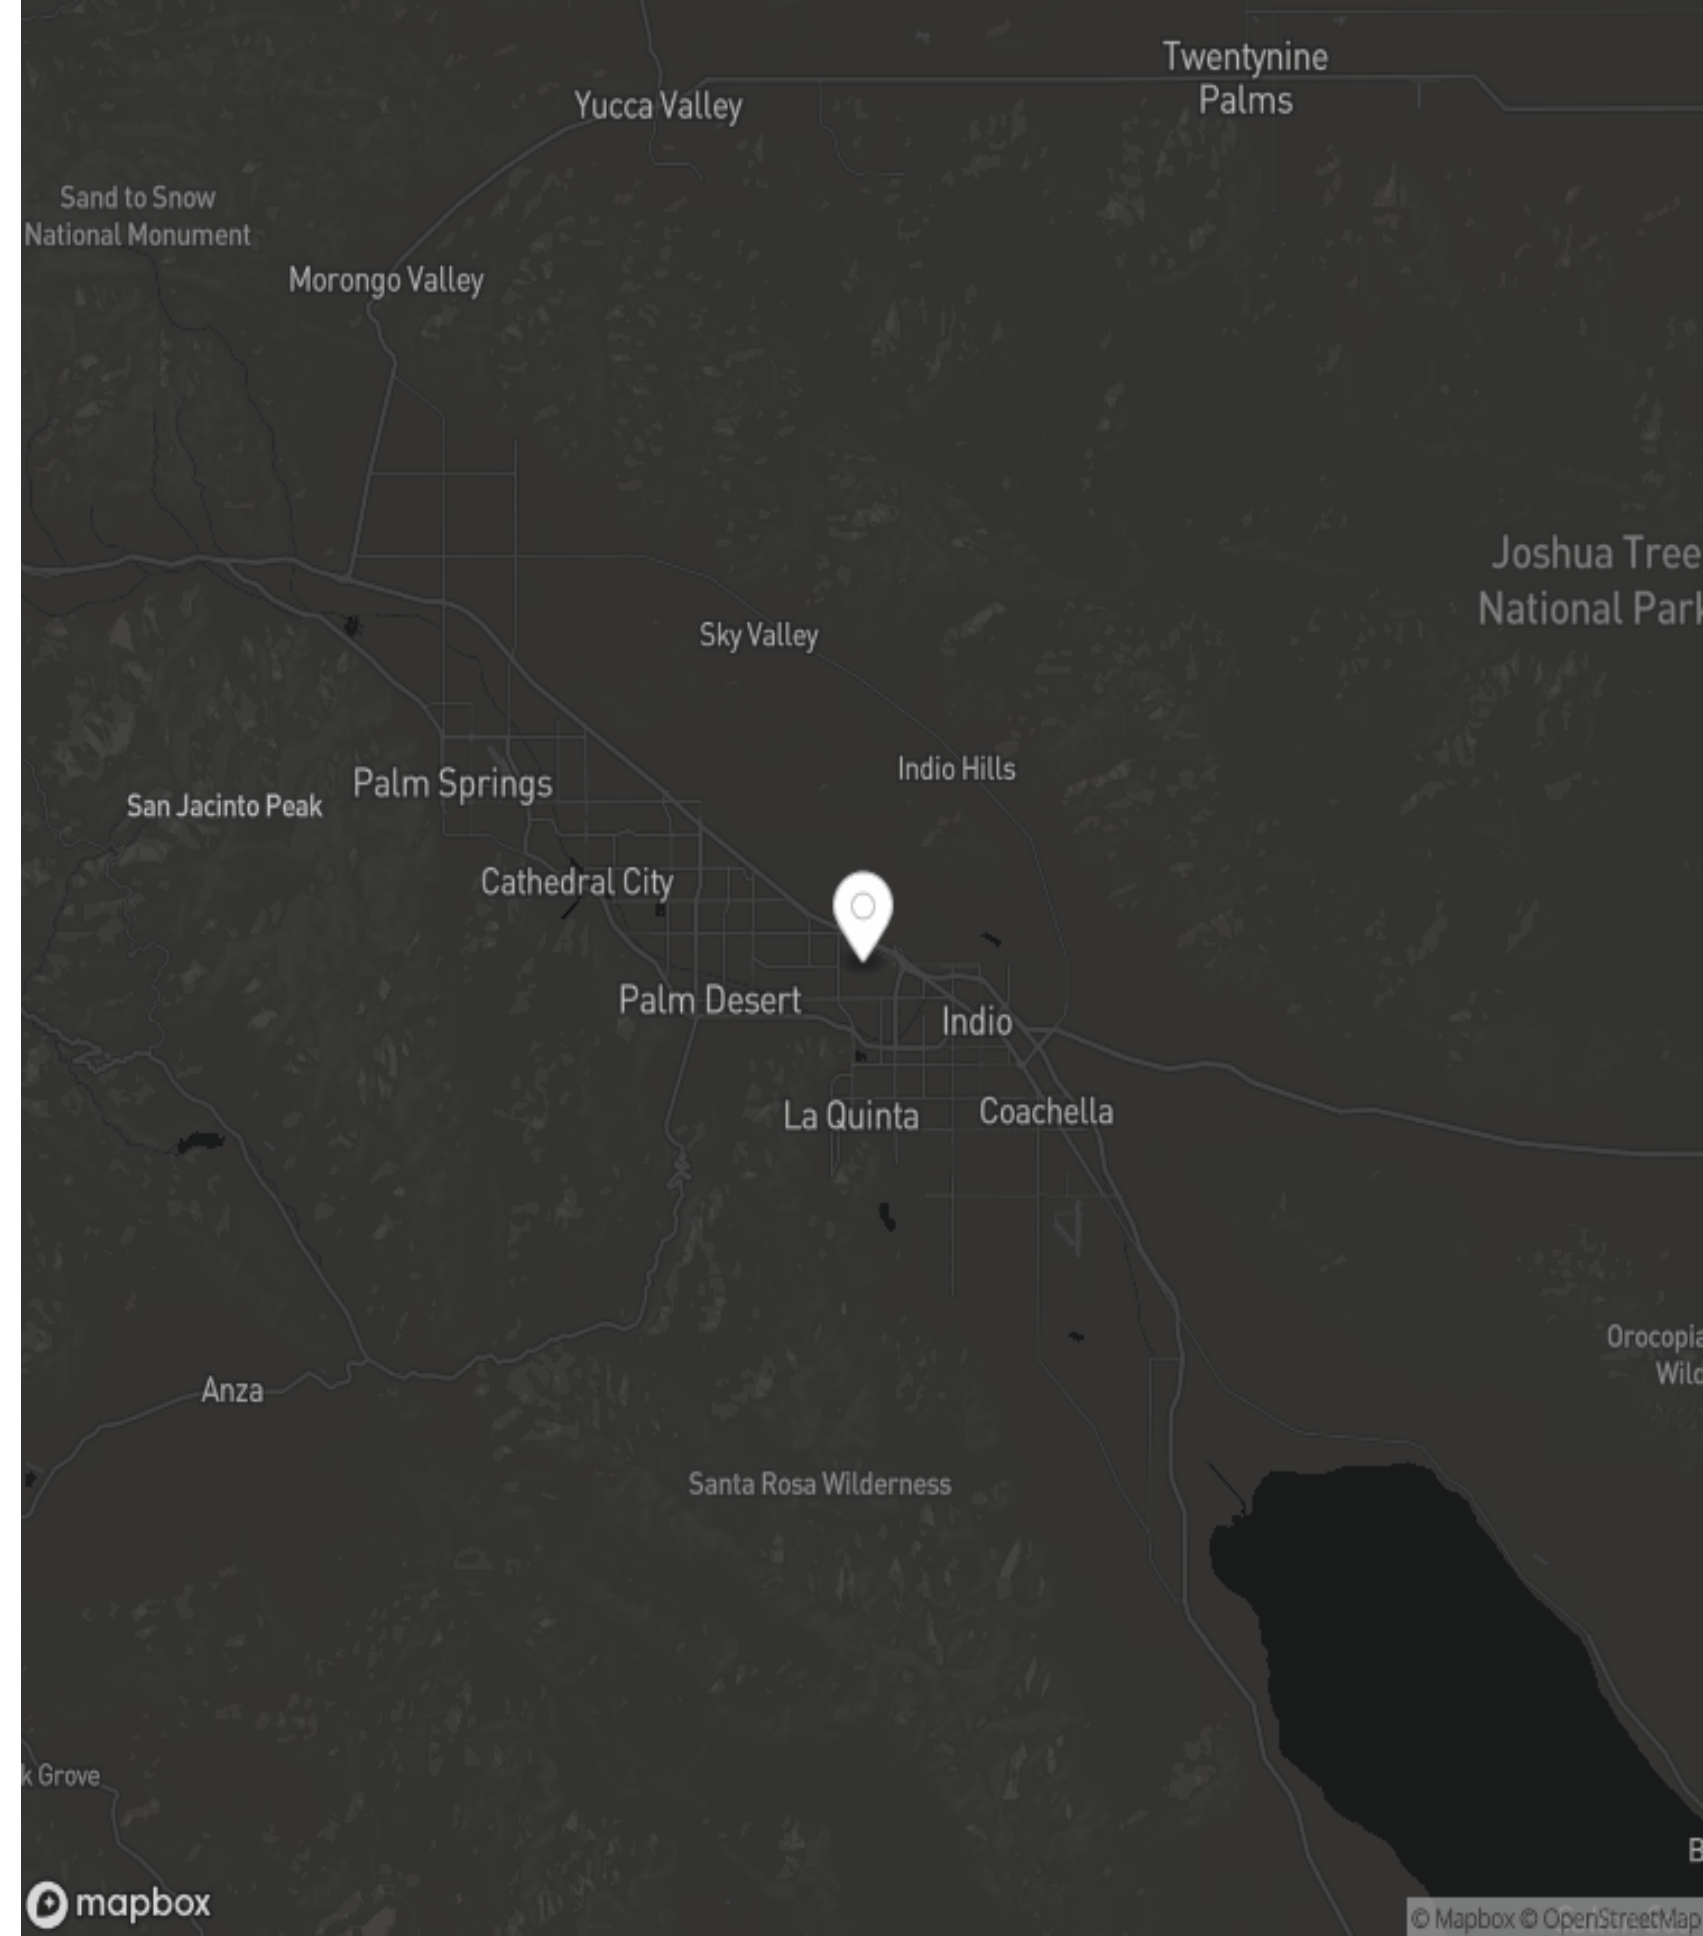 Twentynine
Palms
Yucca Valley
Sand to Snow
National Monument
Morongo Valley
Joshua Tree
National Park
Sky Valley
Indio Hills
Palm Springs
San Jacinto Peak
Cathedral City
Palm Desert
Indio
La Quinta
Coachella
Orocopia
Wild
Anza
Santa Rosa Wilderness
k Grove
B
mapbox
© Mapbox © OpenStreetMap